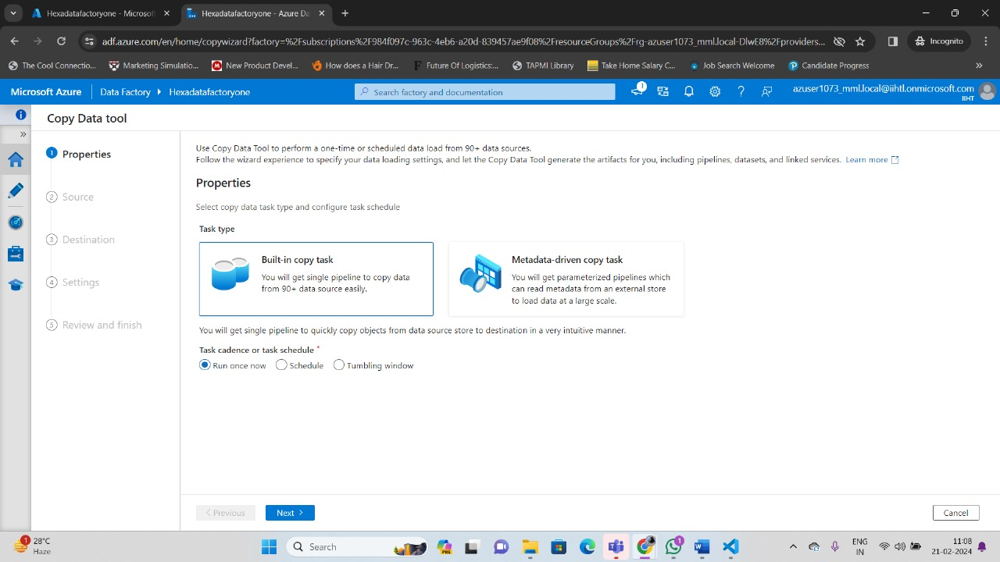 Hexadatafactoryone - Microsof
Hexadatafactoryone - Azure Da
adf.azure.com/en/home/copywizard?factory=%2Fsubscriptions%2F984f097c-963c-4eb6-a20d-839457ae9f08%2FresourceGroups%2Frg-azuser1073_mml.local-DlwE8%2Fproviders...
Incognito
The Cool Connectio...
Marketing Simulatio...
New Product Devel...
How does a Hair Dr...
Future Of Logistics:...
TAPMI Library
Take Home Salary C...
Job Search Welcome
Candidate Progress
Microsoft Azure
Data Factory
Hexadatafactoryone
Search factory and documentation
1
azuser1073_mml.local@iihtl.onmicrosoft.com
IIHT
Copy Data tool
1 Properties
2 Source
3 Destination
4 Settings
5 Review and finish
Use Copy Data Tool to perform a one-time or scheduled data load from 90+ data sources.
Follow the wizard experience to specify your data loading settings, and let the Copy Data Tool generate the artifacts for you, including pipelines, datasets, and linked services. Learn more
Properties
Select copy data task type and configure task schedule
Task type
Built-in copy task
You will get single pipeline to copy data
from 90+ data source easily.
Metadata-driven copy task
You will get parameterized pipelines which
can read metadata from an external store
to load data at a large scale.
You will get single pipeline to quickly copy objects from data source store to destination in a very intuitive manner.
Task cadence or task schedule *
Run once now
Schedule
Tumbling window
< Previous
Next >
Cancel
1
28°C
Haze
Search
PRE
1
ENG
IN
11:08
21-02-2024